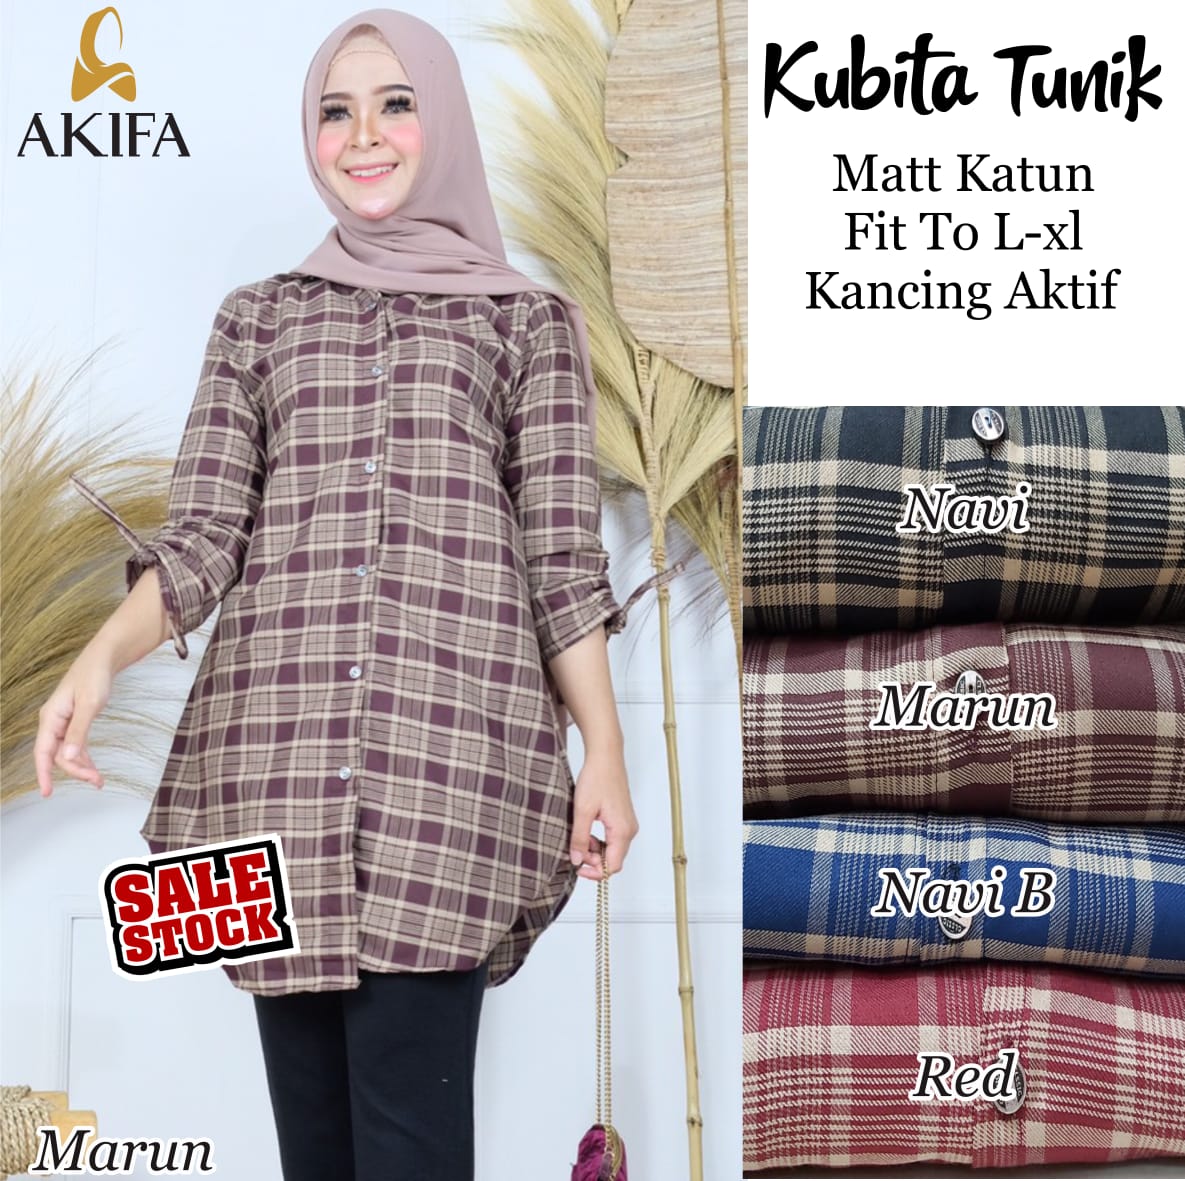 AKIFA
Kubita Tunik
Matt Katun
Fit To L-xl
Kancing Aktif
Navi
Marun
Navi B
Red
SALE
STOCK
Marun